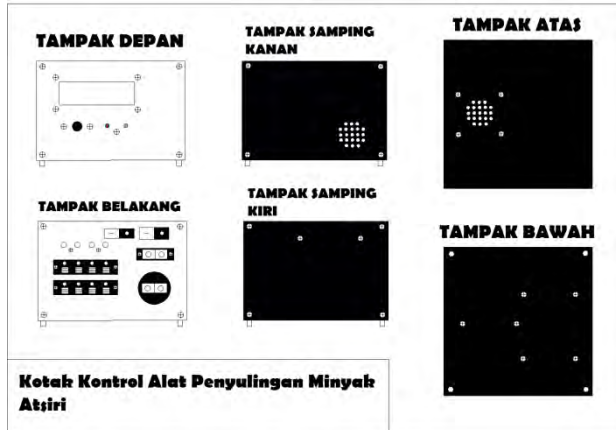 TAMPAK DEPAN
TAMPAK SAMPING
KANAN
TAMPAK ATAS
TAMPAK BELAKANG
TAMPAK SAMPING
KIRI
TAMPAK BAWAH
Kotak Kontrol Alat Penyulingan Minyak
Atsiri